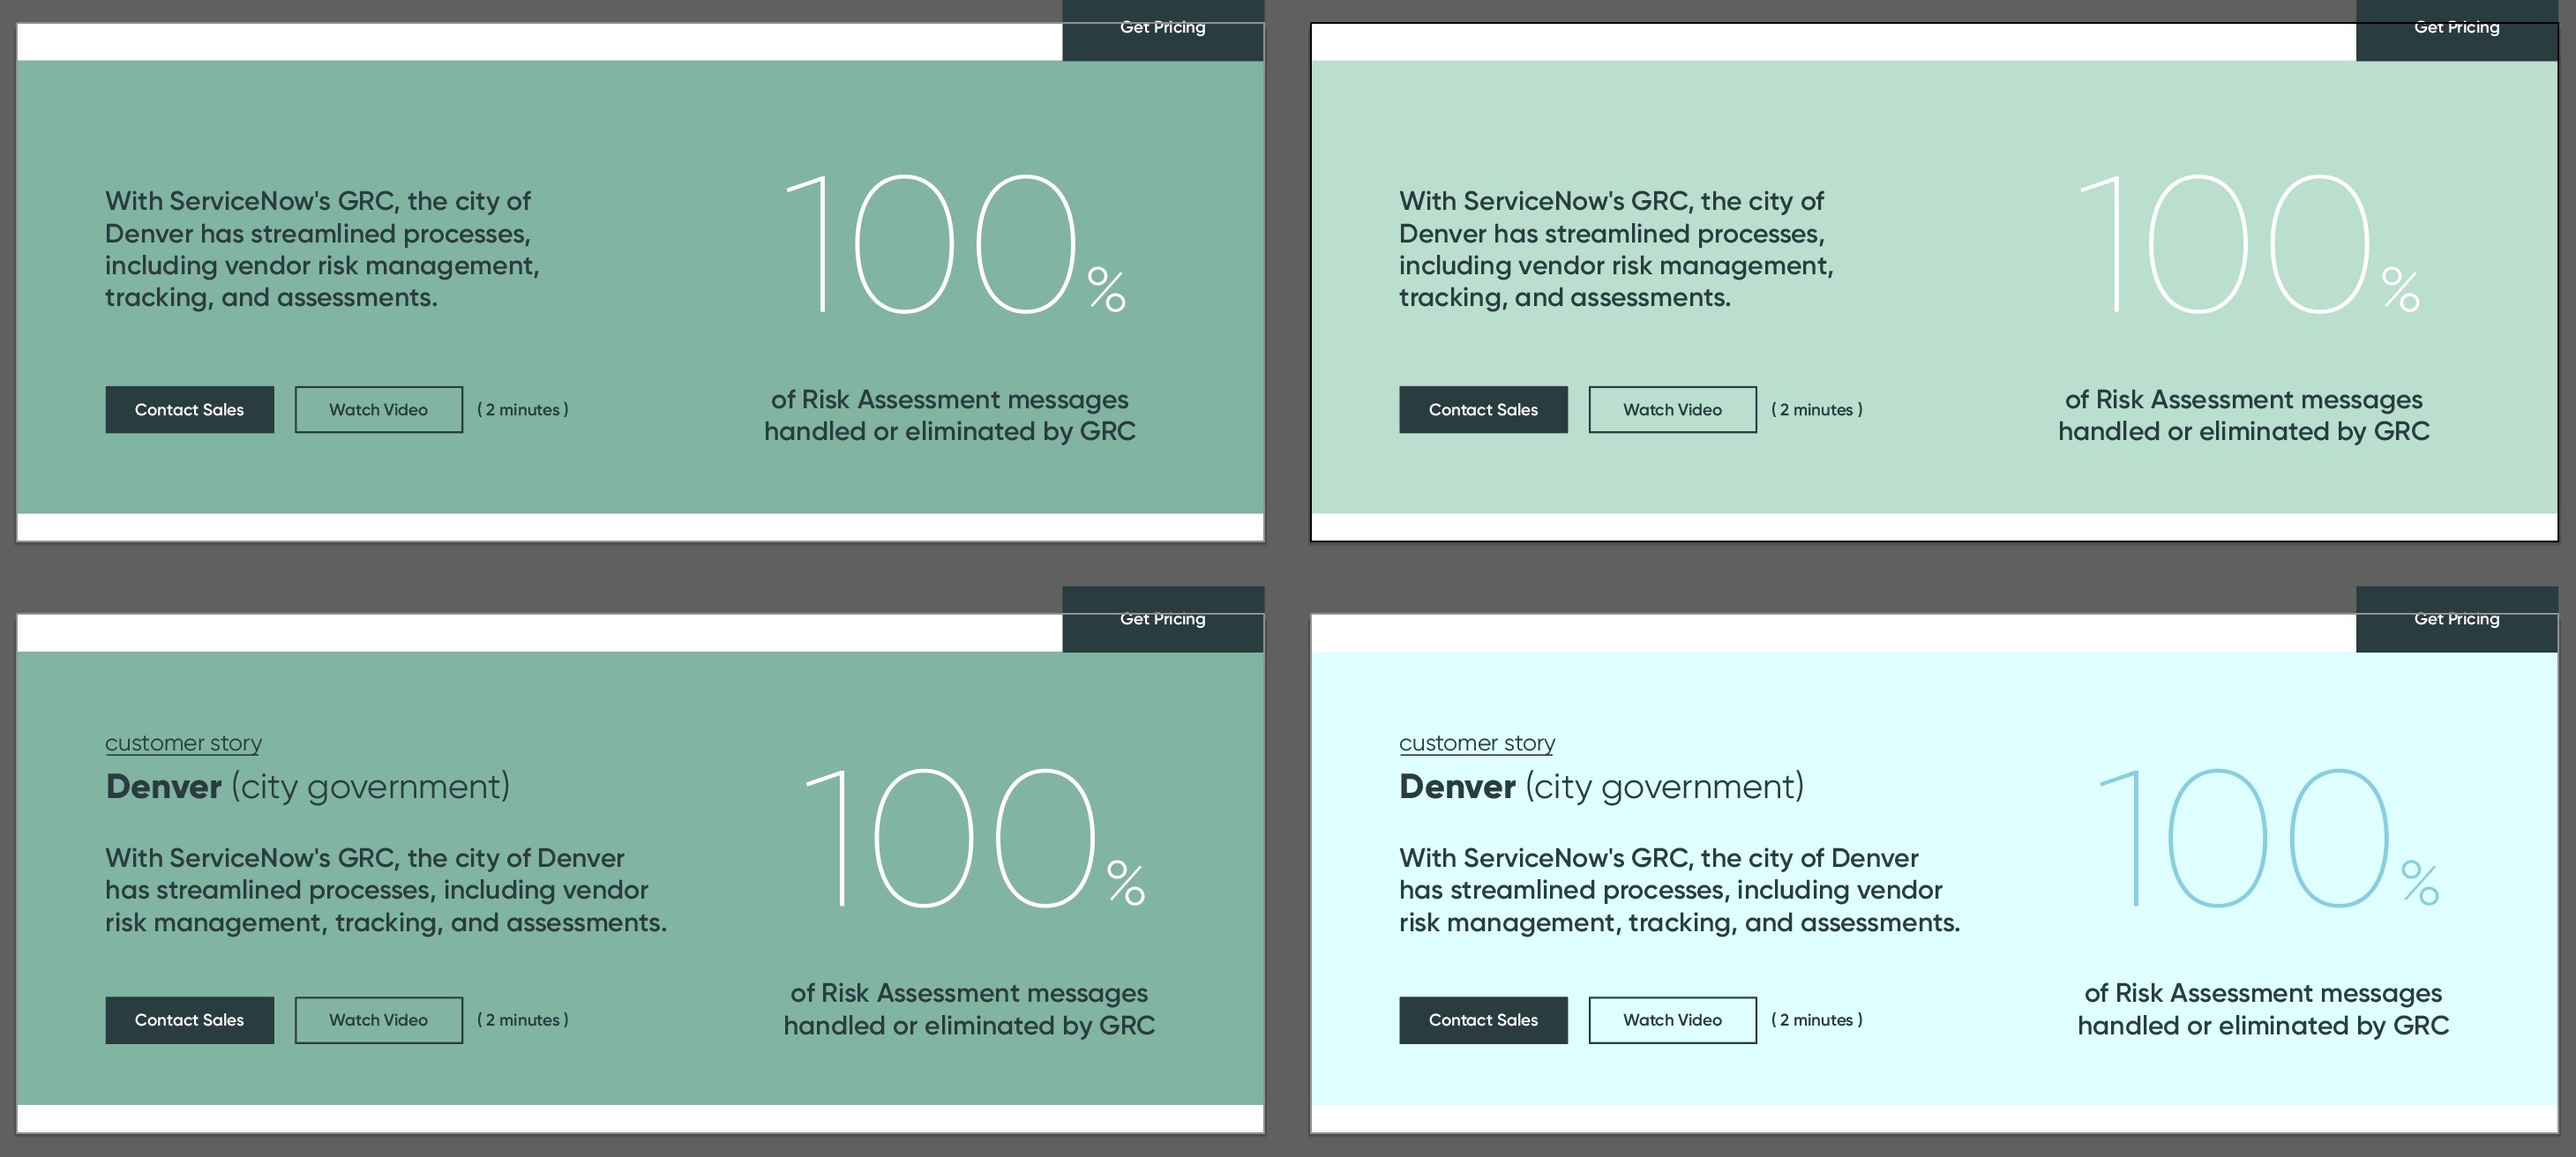 Get Pricing
With ServiceNow's GRC, the city of
Denver has streamlined processes,
including vendor risk management,
tracking, and assessments.
Contact Sales
Watch Video
( 2 minutes )
100%
of Risk Assessment messages
handled or eliminated by GRC
Get Pricing
With ServiceNow's GRC, the city of
Denver has streamlined processes,
including vendor risk management,
tracking, and assessments.
Contact Sales
Watch Video
( 2 minutes )
100%
of Risk Assessment messages
handled or eliminated by GRC
Get Pricing
customer story
Denver (city government)
With ServiceNow's GRC, the city of Denver
has streamlined processes, including vendor
risk management, tracking, and assessments.
Contact Sales
Watch Video
( 2 minutes )
100%
of Risk Assessment messages
handled or eliminated by GRC
Get Pricing
customer story
Denver (city government)
With ServiceNow's GRC, the city of Denver
has streamlined processes, including vendor
risk management, tracking, and assessments.
Contact Sales
Watch Video
( 2 minutes )
100%
of Risk Assessment messages
handled or eliminated by GRC